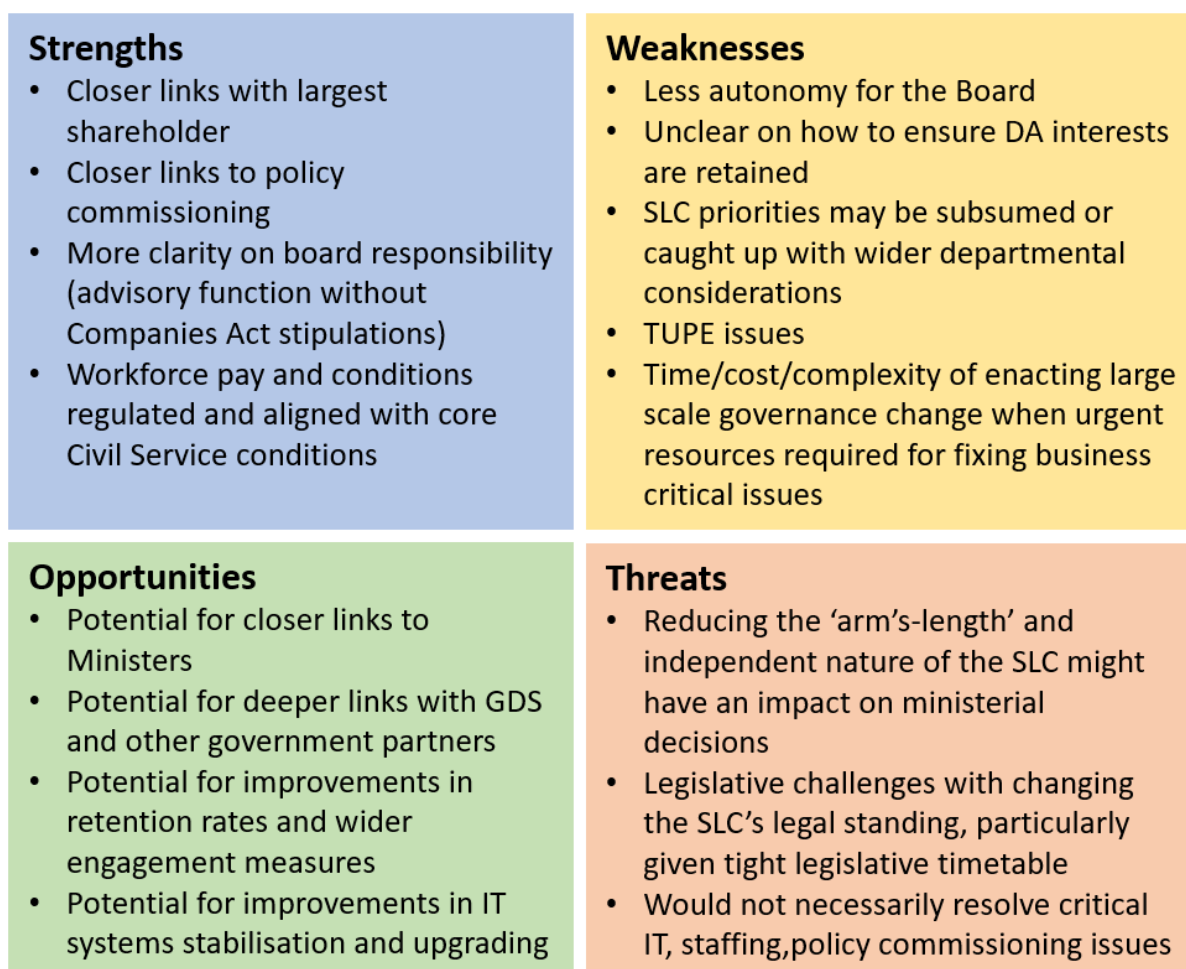 Strengths
• Closer links with largest
shareholder
• Closer links to policy
commissioning
• More clarity on board responsibility
(advisory function without
Companies Act stipulations)
• Workforce pay and conditions
regulated and aligned with core
Civil Service conditions
Weaknesses
• Less autonomy for the Board
• Unclear on how to ensure DA interests
are retained
• SLC priorities may be subsumed or
caught up with wider departmental
considerations
• TUPE issues
• Time/cost/complexity of enacting large
scale governance change when urgent
resources required for fixing business
critical issues
Opportunities
• Potential for closer links to
Ministers
• Potential for deeper links with GDS
and other government partners
• Potential for improvements in
retention rates and wider
engagement measures
• Potential for improvements in IT
systems stabilisation and upgrading
Threats
• Reducing the ‘arm’s-length’ and
independent nature of the SLC might
have an impact on ministerial
decisions
• Legislative challenges with changing
the SLC’s legal standing, particularly
given tight legislative timetable
• Would not necessarily resolve critical
IT, staffing,policy commissioning issues